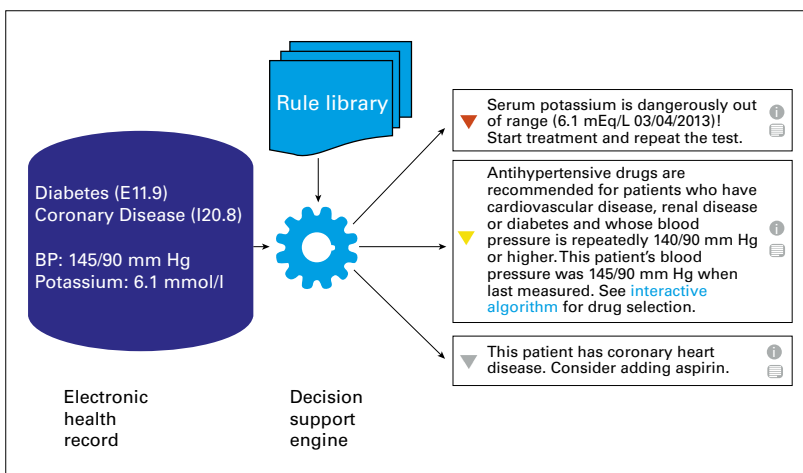 Rule library
Diabetes (E11.9)
Coronary Disease (I20.8)
BP: 145/90 mm Hg
Potassium: 6.1 mmol/l
Serum potassium is dangerously out
of range (6.1 mEq/L 03/04/2013)!
Start treatment and repeat the test.
Antihypertensive drugs are
recommended for patients who have
cardiovascular disease, renal disease
or diabetes and whose blood
pressure is repeatedly 140/90 mm Hg
or higher. This patient's blood
pressure was 145/90 mm Hg when
last measured. See interactive
algorithm for drug selection.
This patient has coronary heart
disease. Consider adding aspirin.
Electronic
health
record
Decision
support
engine